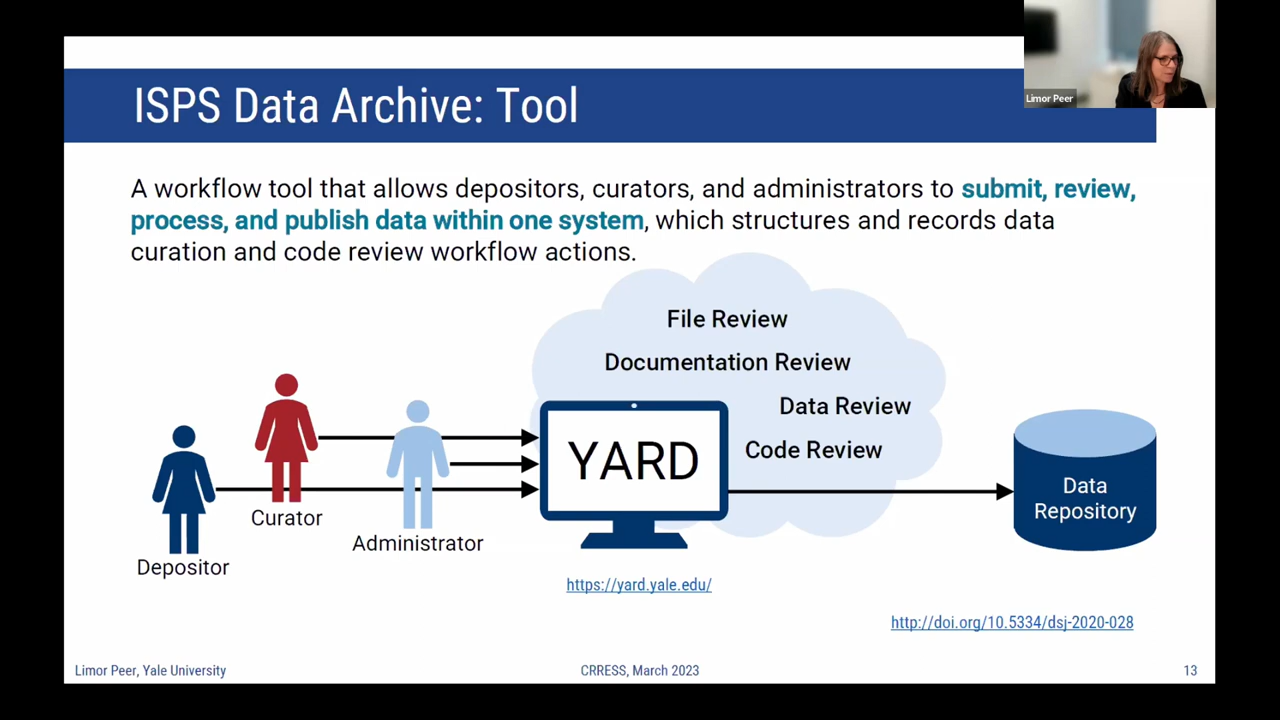 Limor Peer
ISPS Data Archive: Tool
A workflow tool that allows depositors, curators, and administrators to submit, review,
process, and publish data within one system, which structures and records data
curation and code review workflow actions.
File Review
Documentation Review
Data Review
Code Review
YARD
Data
Repository
Curator
Administrator
Depositor
https://yard.yale.edu/
http://doi.org/10.5334/dsj-2020-028
Limor Peer, Yale University
CRRESS, March 2023
13